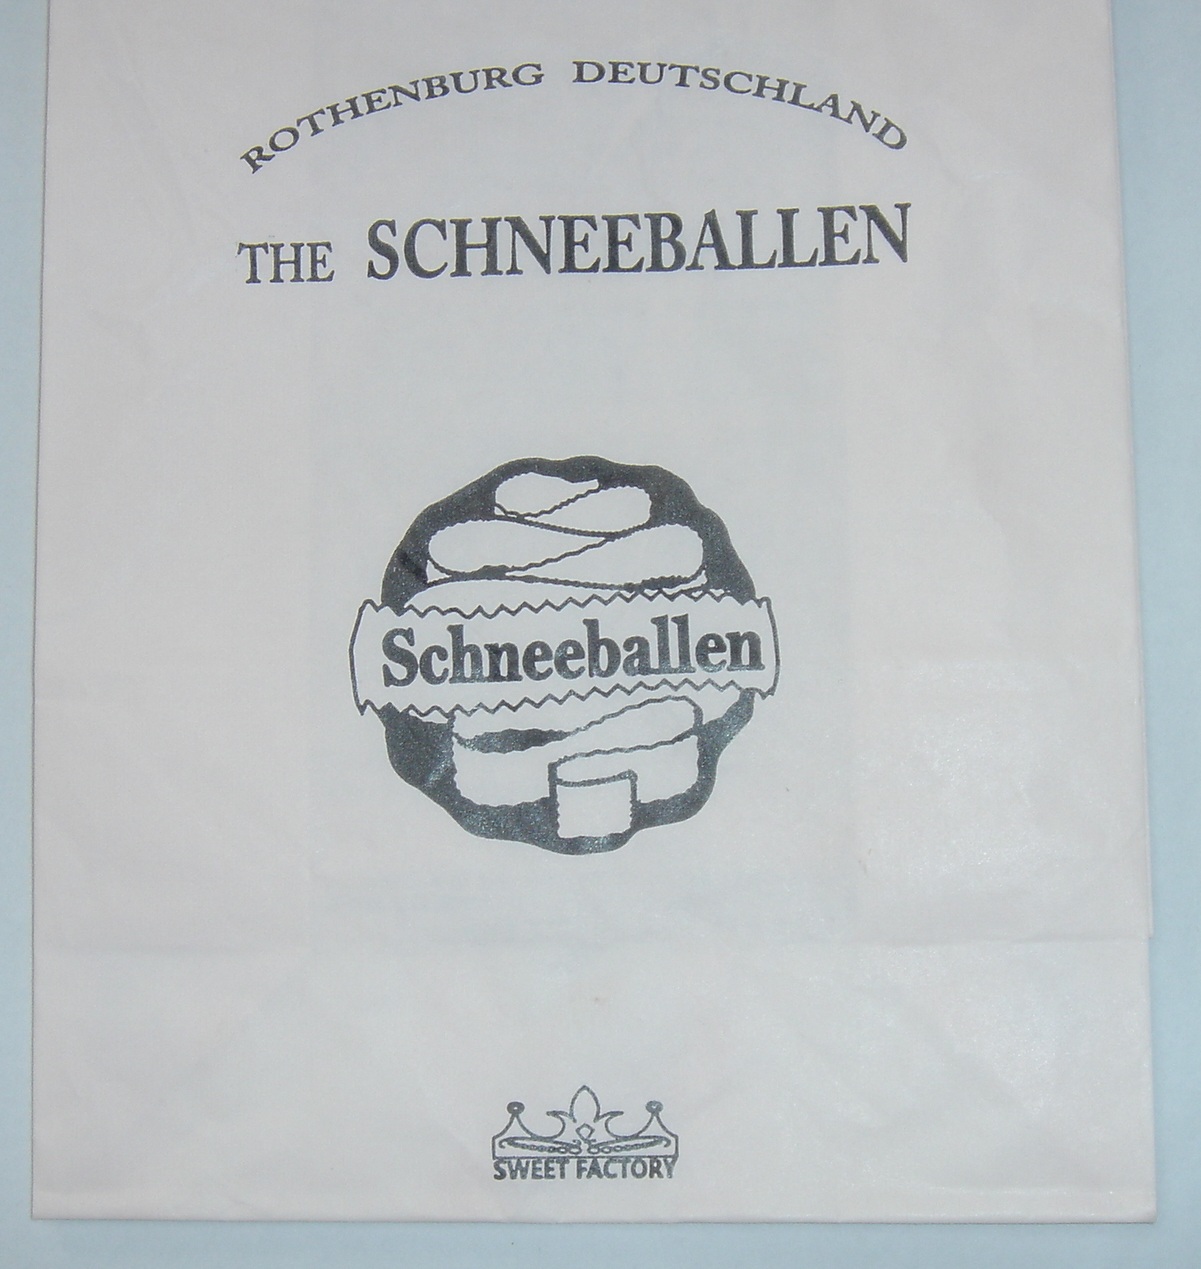 ROTHENBURG DEUTSCHLAND
THE SCHNEEBALLEN
Schneeballen
SWEET FACTORY